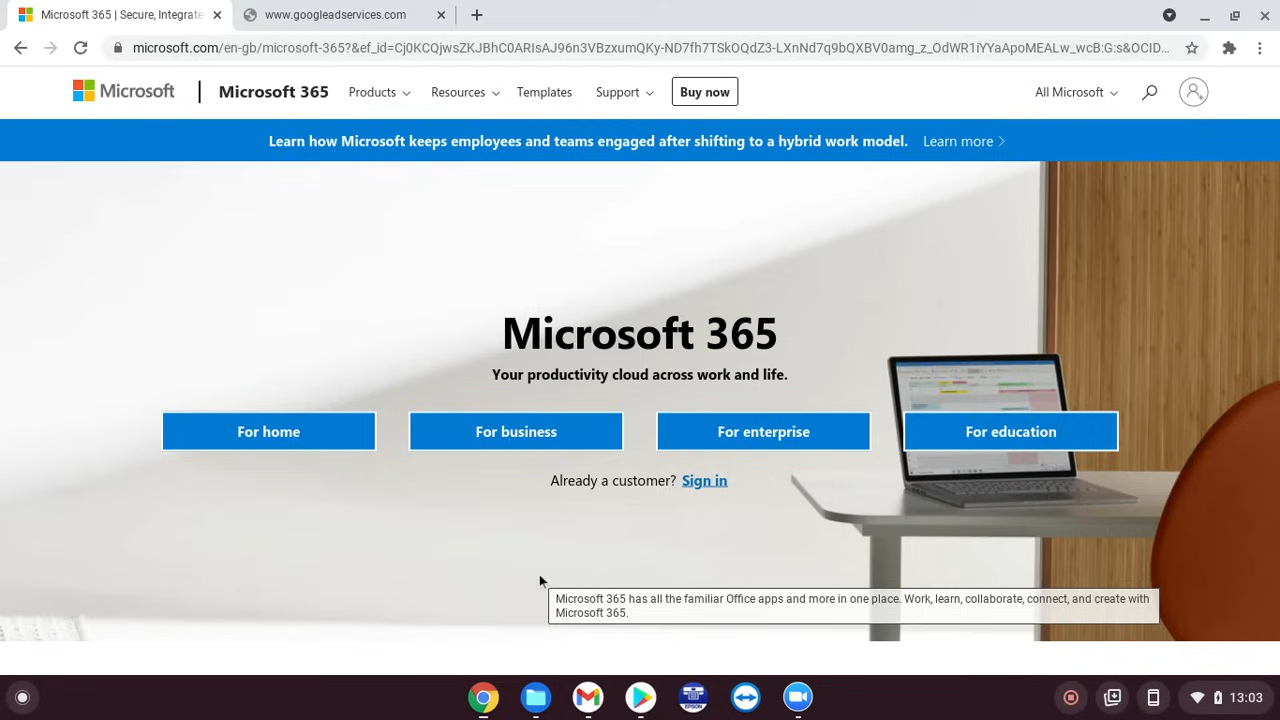 Microsoft 365 | Secure, Integrate
www.googleadservices.com
microsoft.com/en-gb/microsoft-365?&ef_id=Cj0KCQjwsZKJBhC0ARIsAJ96n3VBzxumQKy-ND7fh7TSkOQdZ3-LXnNd7q9bQXBV0amg_z_OdWR1iYYaApoMEALw_wcB:G:s&OCID...
Microsoft
Microsoft 365
Products
Resources
Templates
Support
Buy now
All Microsoft
Learn how Microsoft keeps employees and teams engaged after shifting to a hybrid work model. Learn more
Microsoft 365
Your productivity cloud across work and life.
For home
For business
For enterprise
For education
Already a customer? Sign in
Microsoft 365 has all the familiar Office apps and more in one place. Work, learn, collaborate, connect, and create with
Microsoft 365.
EPSON
13:03